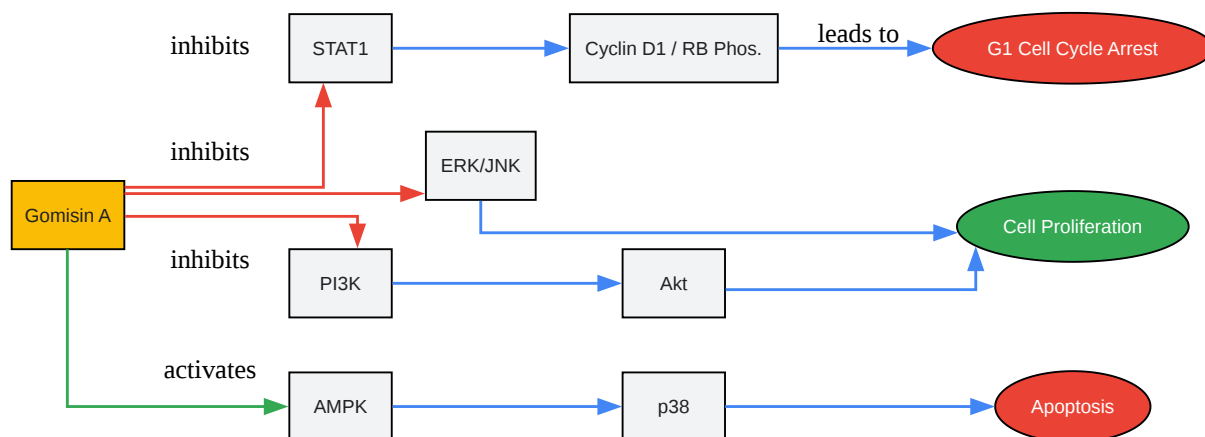 inhibits
STAT1
Cyclin D1 / RB Phos.
leads to
G1 Cell Cycle Arrest
inhibits
ERK/JNK
Gomisin A
Cell Proliferation
inhibits
PI3K
Akt
activates
AMPK
p38
Apoptosis